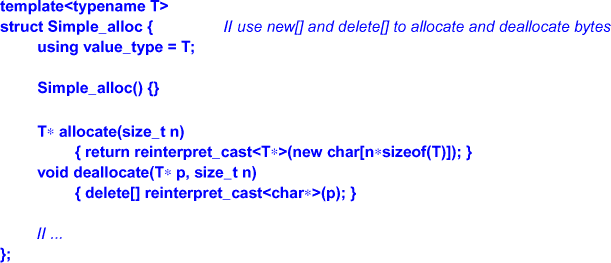 template<typename T>
struct Simple_alloc { // use new[] and delete[] to allocate and deallocate bytes
using value_type = T;
Simple_alloc() {}
T∗ allocate(size_t n)
{ return reinterpret_cast<T∗>(new char[n∗sizeof(T)]); }
void deallocate(T∗ p, size_t n)
{ delete[] reinterpret_cast<char∗>(p); }
// ...
};